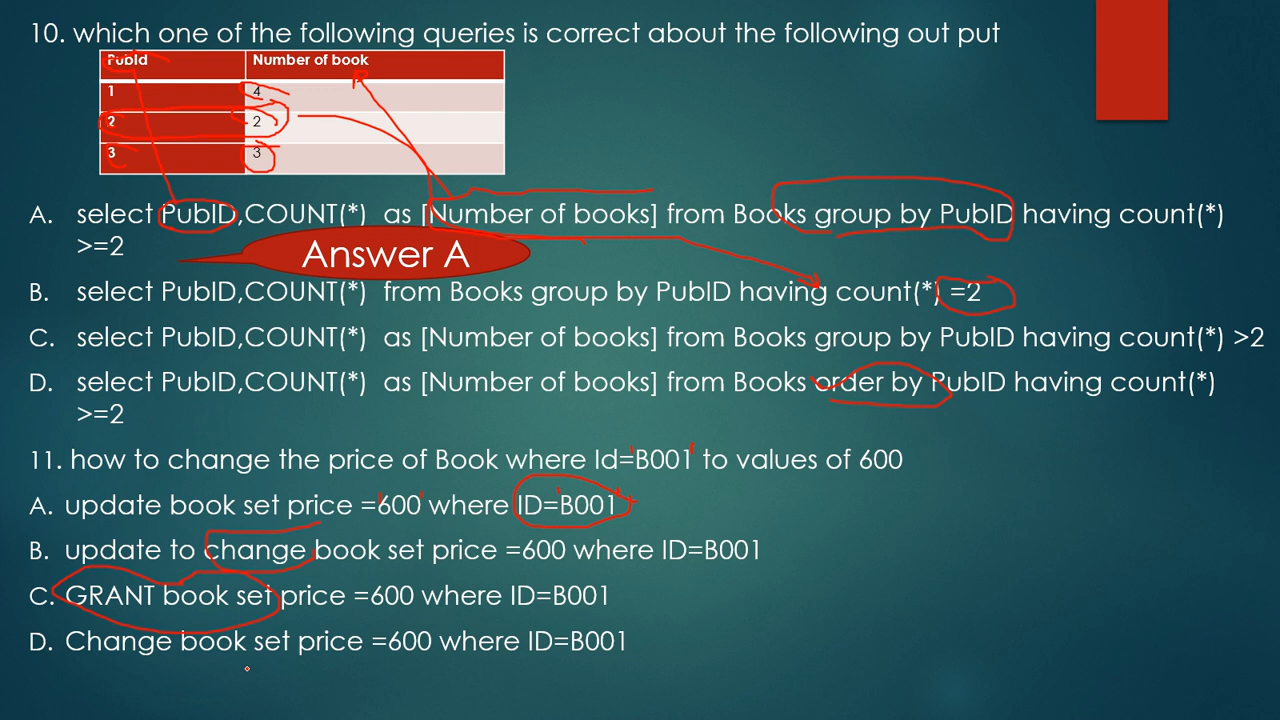 10. which one of the following queries is correct about the following out put
PubId Number of book
1 4
2 2
3 3
A. select PubID,COUNT(*) as [Number of books] from Books group by PubID having count(*)
>=2
Answer A
B. select PubID,COUNT(*) from Books group by PubID having count(*) =2
C. select PubID,COUNT(*) as [Number of books] from Books group by PubID having count(*) >2
D. select PubID,COUNT(*) as [Number of books] from Books order by PubID having count(*)
>=2
11. how to change the price of Book where Id='B001' to values of 600
A. update book set price ='600' where ID='B001'
B. update to change book set price =600 where ID=B001
C. GRANT book set price =600 where ID=B001
D. Change book set price =600 where ID=B001